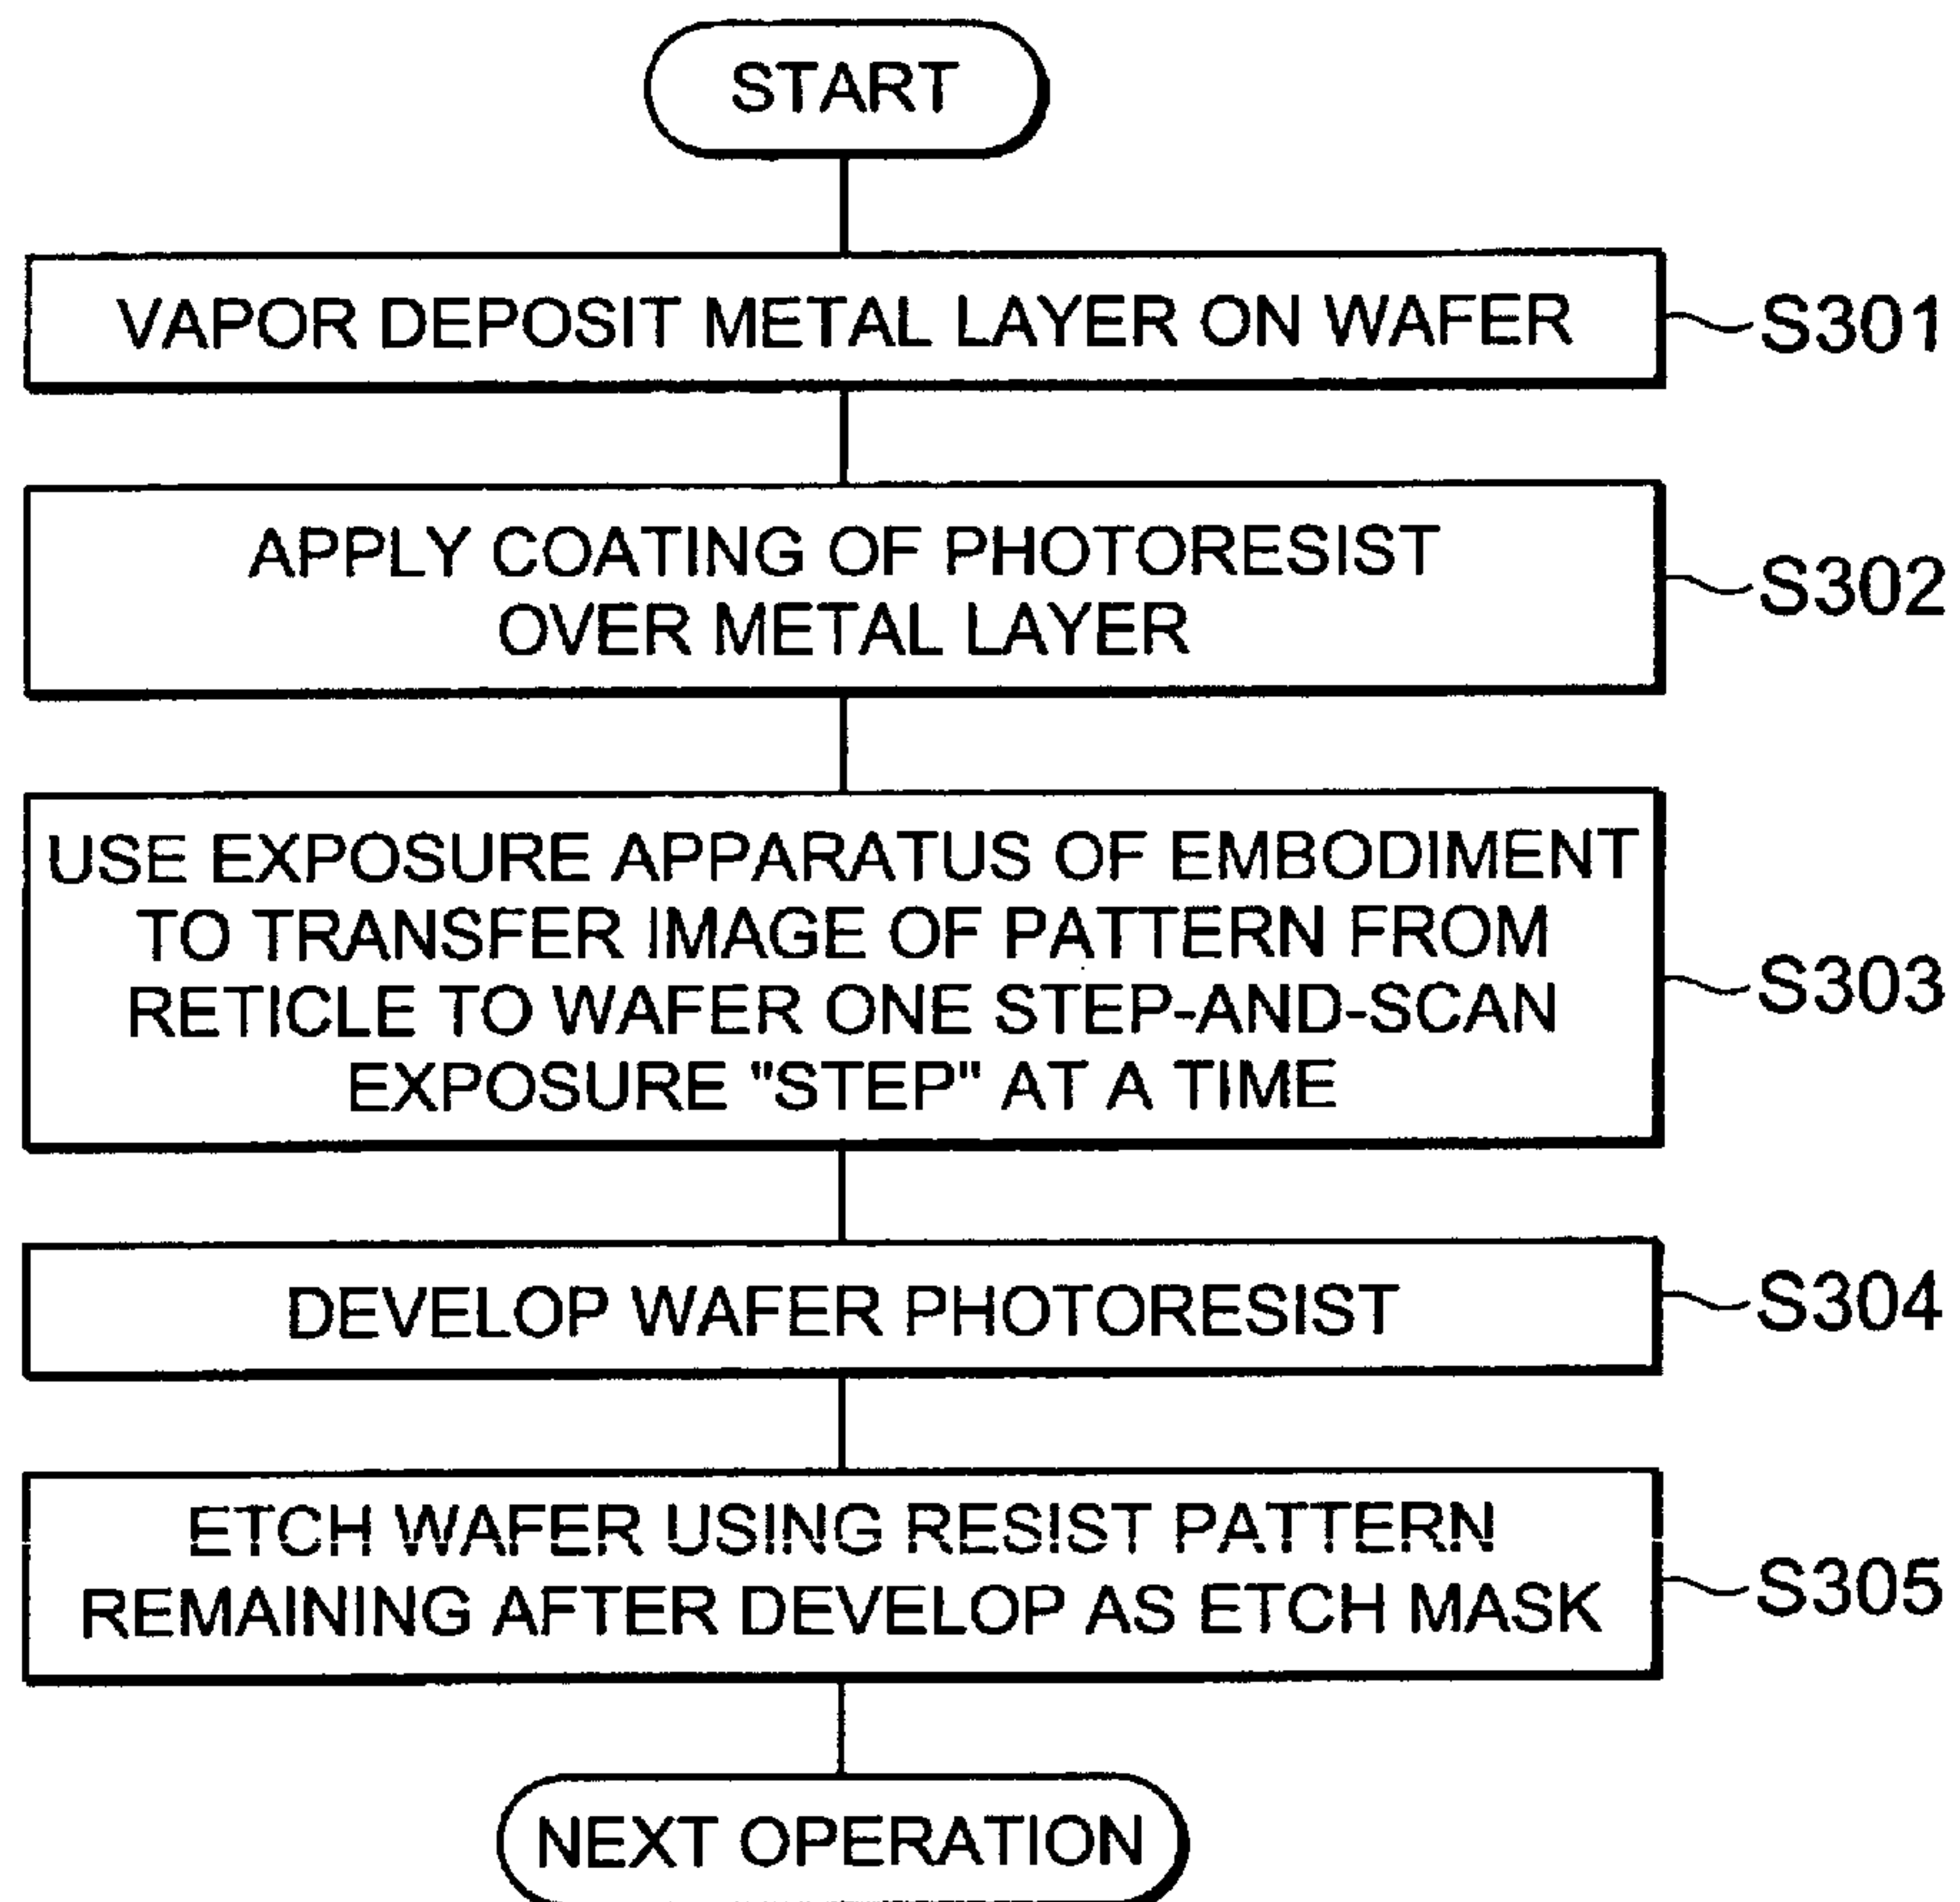 START
VAPOR DEPOSIT METAL LAYER ON WAFER
S301
APPLY COATING OF PHOTORESIST
OVER METAL LAYER
S302
USE EXPOSURE APPARATUS OF EMBODIMENT
TO TRANSFER IMAGE OF PATTERN FROM
RETICLE TO WAFER ONE STEP-AND-SCAN
EXPOSURE "STEP" AT A TIME
S303
DEVELOP WAFER PHOTORESIST
S304
ETCH WAFER USING RESIST PATTERN
REMAINING AFTER DEVELOP AS ETCH MASK
S305
NEXT OPERATION